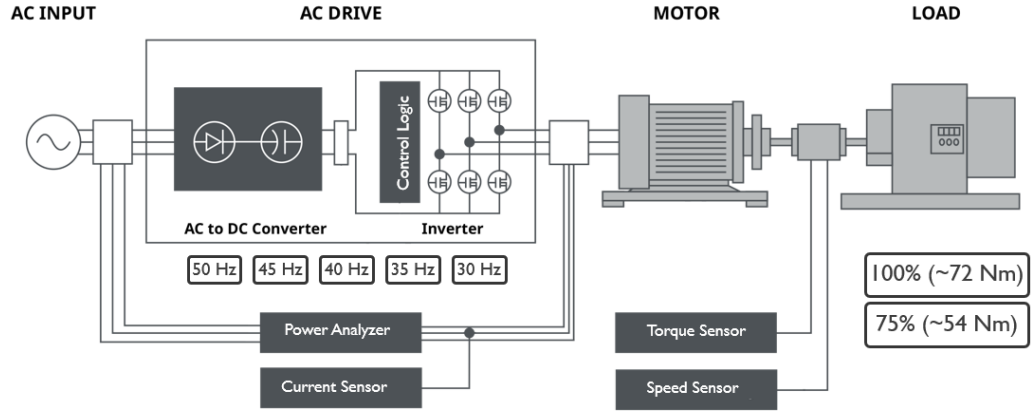 AC INPUT
AC DRIVE
MOTOR
LOAD
Control Logic
AC to DC Converter
Inverter
50 Hz
45 Hz
40 Hz
35 Hz
30 Hz
100% (~72 Nm)
75% (~54 Nm)
Power Analyzer
Torque Sensor
Current Sensor
Speed Sensor